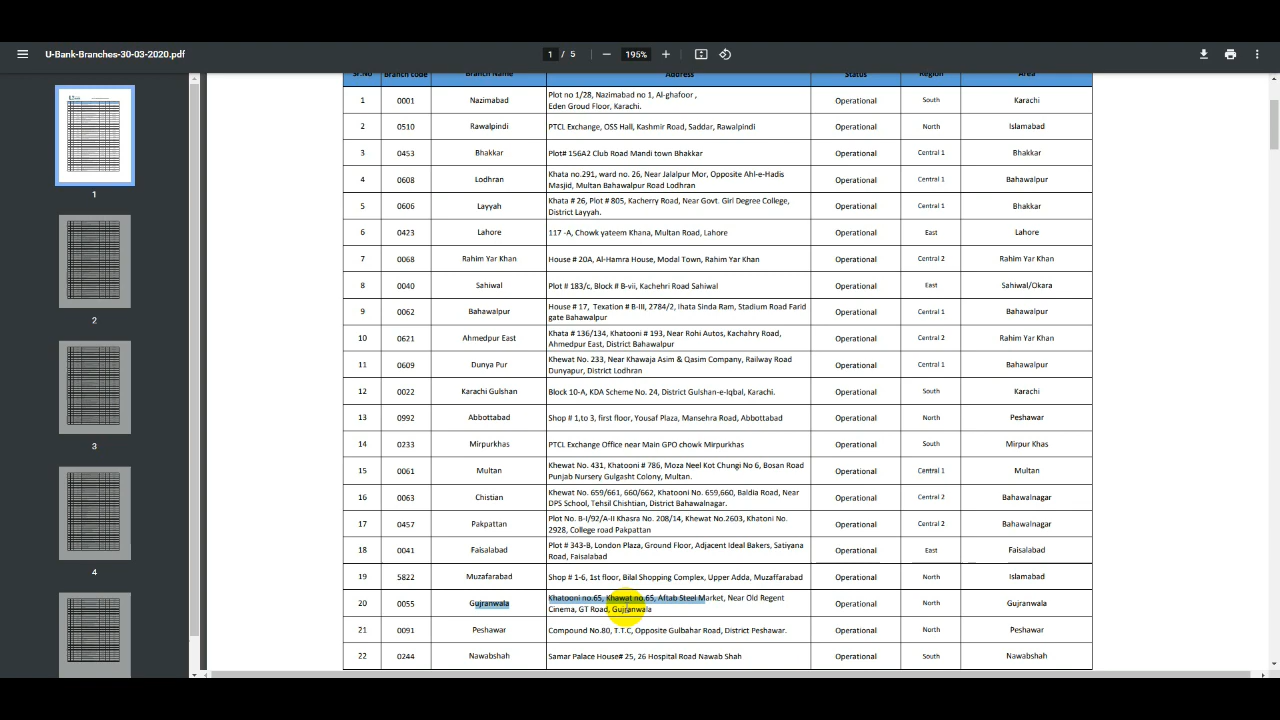 U-Bank-Branches-30-03-2020.pdf
1 / 5
195%
Sr.No Branch code Branch Name Address Status Region Area
1 0001 Nazimabad Plot no 1/28, Nazimabad no 1, Al-ghafoor , Operational South Karachi
Eden Groud Floor, Karachi.
2 0510 Rawalpindi PTCL Exchange, OSS Hall, Kashmir Road, Saddar, Rawalpindi Operational North Islamabad
3 0453 Bhakkar Plot# 156A2 Club Road Mandi town Bhakkar Operational Central 1 Bhakkar
4 0608 Lodhran Khata no.291, ward no. 26, Near Jalalpur Mor, Opposite Ahl-e-Hadis Operational Central 1 Bahawalpur
Masjid, Multan Bahawalpur Road Lodhran
5 0606 Layyah Khata # 26, Plot # 805, Kacherry Road, Near Govt. Girl Degree College, Operational Central 1 Bhakkar
District Layyah.
6 0423 Lahore 117 -A, Chowk yateem Khana, Multan Road, Lahore Operational East Lahore
7 0068 Rahim Yar Khan House # 20A, Al-Hamra House, Modal Town, Rahim Yar Khan Operational Central 2 Rahim Yar Khan
8 0040 Sahiwal Plot # 183/c, Block # B-vii, Kachehri Road Sahiwal Operational East Sahiwal/Okara
9 0062 Bahawalpur House # 17, Texation # B-III, 2784/2, Ihata Sinda Ram, Stadium Road Farid Operational Central 1 Bahawalpur
gate Bahawalpur
10 0621 Ahmedpur East Khata # 136/134, Khatooni # 193, Near Rohi Autos, Kachahry Road, Operational Central 2 Rahim Yar Khan
Ahmedpur East, District Bahawalpur
11 0609 Dunya Pur Khewat No. 233, Near Khawaja Asim & Qasim Company, Railway Road Operational Central 1 Bahawalpur
Dunyapur, District Lodhran
12 0022 Karachi Gulshan Block 10-A, KDA Scheme No. 24, District Gulshan-e-Iqbal, Karachi. Operational South Karachi
13 0992 Abbottabad Shop # 1,to 3, first floor, Yousaf Plaza, Mansehra Road, Abbottabad Operational North Peshawar
14 0233 Mirpurkhas PTCL Exchange Office near Main GPO chowk Mirpurkhas Operational South Mirpur Khas
15 0061 Multan Khewat No. 431, Khatooni # 786, Moza Neel Kot Chungi No 6, Bosan Road Operational Central 1 Multan
Punjab Nursery Gulgasht Colony, Multan.
16 0063 Chistian Khewat No. 659/661, 660/662, Khatooni No. 659,660, Baldia Road, Near Operational Central 2 Bahawalnagar
DPS School, Tehsil Chishtian, District Bahawalnagar.
17 0457 Pakpattan Plot No. B-I/92/A-II Khasra No. 208/14, Khewet No.2603, Khatoni No. Operational Central 2 Bahawalnagar
2928, College road Pakpattan
18 0041 Faisalabad Plot # 343-B, London Plaza, Ground Floor, Adjacent Ideal Bakers, Satiyana Operational East Faisalabad
Road, Faisalabad
19 5822 Muzafarabad Shop # 1-6, 1st floor, Bilal Shopping Complex, Upper Adda, Muzaffarabad Operational North Islamabad
20 0055 Gujranwala Khatooni no.65, Khawat no.65, Aftab Steel Market, Near Old Regent Operational North Gujranwala
Cinema, GT Road, Gujranwala
21 0091 Peshawar Compound No.80, T.T.C, Opposite Gulbahar Road, District Peshawar. Operational North Peshawar
22 0244 Nawabshah Samar Palace House# 25, 26 Hospital Road Nawab Shah Operational South Nawabshah
1
2
3
4